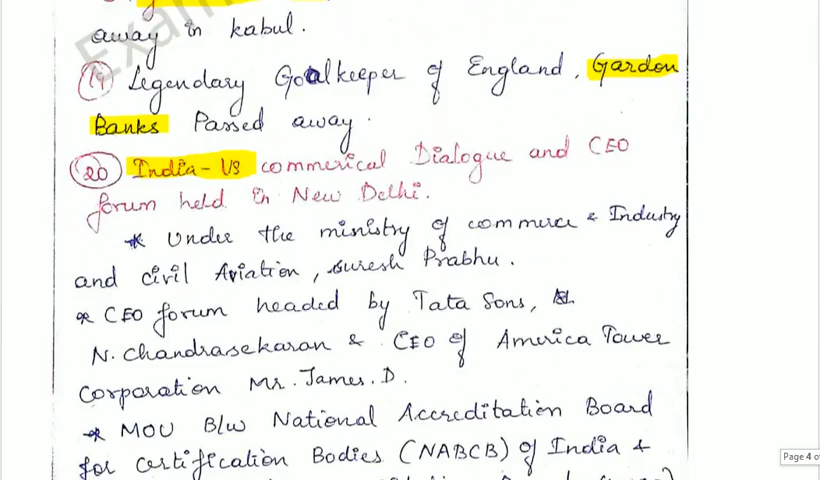 away in kabul.
19 Legendary Goalkeeper of England, Gardon
Banks Passed away.
20 India-US commerical Dialogue and CEO
forum held in New Delhi.
* Under the ministry of commerce & Industry
and civil Aviation, Suresh Prabhu.
* CEO forum headed by Tata Sons,
N. Chandrasekaran & CEO of America Tower
Corporation Mr. James. D.
* MOU B/w National Accreditation Board
for certification Bodies (NABCB) of India &
Page 4 of